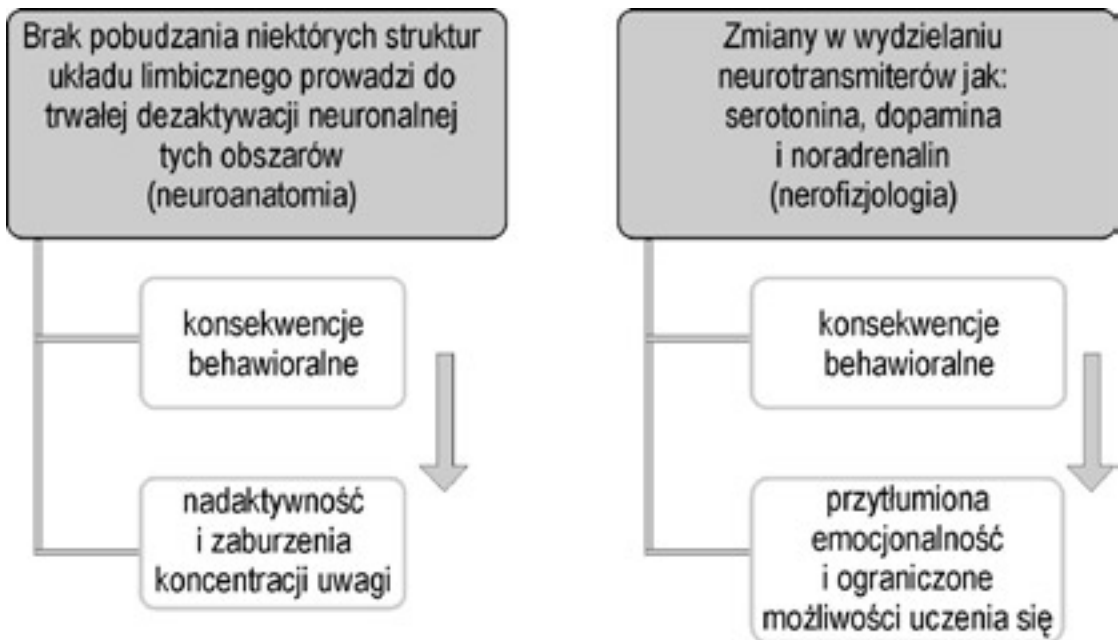 Brak pobudzania niektórych struktur
układu limbicznego prowadzi do
trwałej dezaktywacji neuronalnej
tych obszarów
(neuroanatomia)
konsekwencje
behawioralne
nadaktywność
i zaburzenia
koncentracji uwagi
Zmiany w wydzielaniu
neurotransmiterów jak:
serotonina, dopamina
i noradrenalin
(nerofizjologia)
konsekwencje
behawioralne
przytłumiona
emocjonalność
i ograniczone
możliwości uczenia się